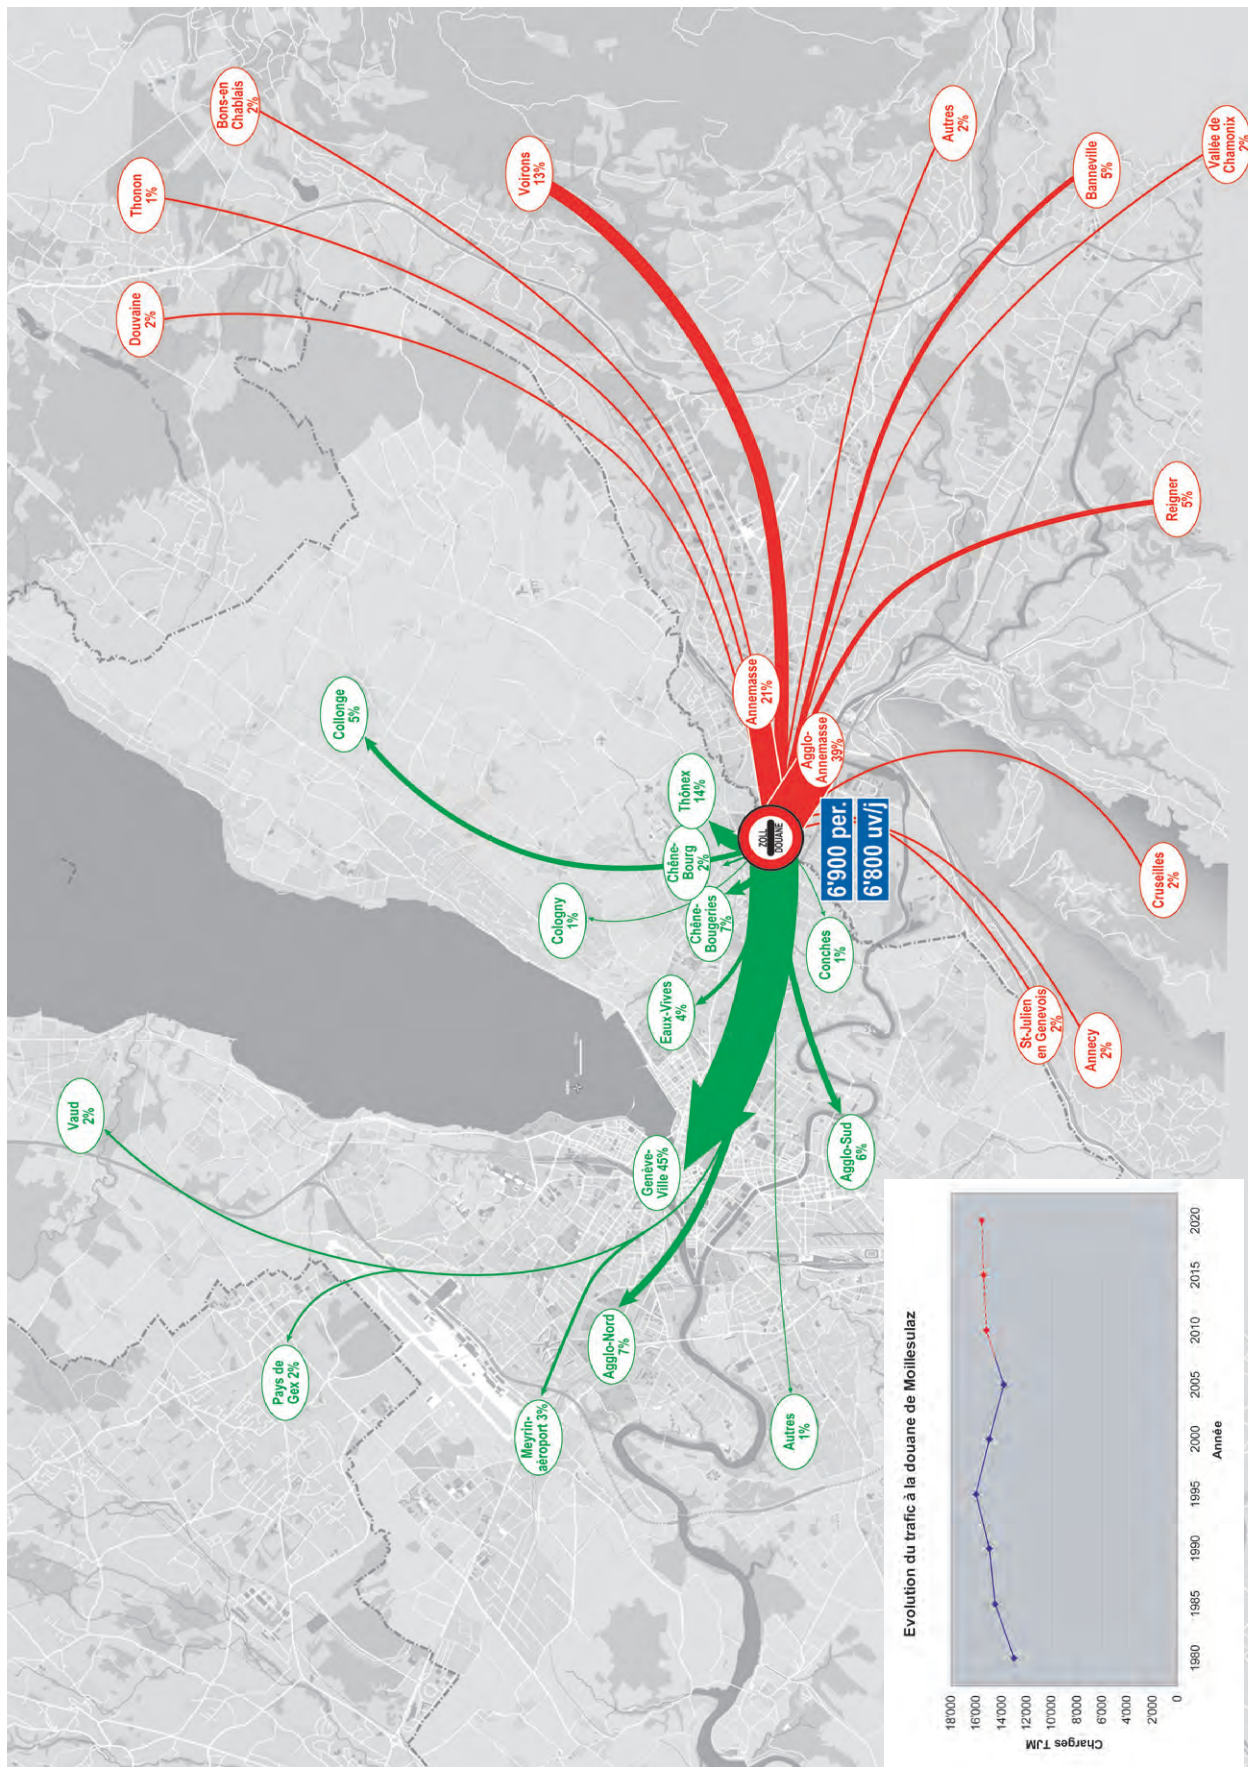 Bons-en
Chablais
2%
Thonon
1%
Douvaine
2%
Voirons
13%
Autres
2%
Banneville
5%
Vallée de
Chamonix
2%
Reigner
5%
Annemasse
21%
Agglo-
Annemasse
39%
Collonge
5%
Thônex
14%
Chêne-
Bourg
2%
Cologny
1%
Chêne-
Bougeries
7%
ZOLL
DOUANE
6'900 per.
6'800 uv/j
Conches
1%
Cruseilles
2%
St-Julien
en Genevois
2%
Annecy
2%
Eaux-Vives
4%
Agglo-Sud
6%
Genève-
Ville 45%
Vaud
2%
Pays de
Gex 2%
Agglo-Nord
7%
Meyrin-
aéroport 3%
Autres
1%
Evolution du trafic à la douane de Moillesulaz
Charges TJM
18'000
16'000
14'000
12'000
10'000
8'000
6'000
4'000
2'000
0
1980
1985
1990
1995
2000
2005
2010
2015
2020
Année